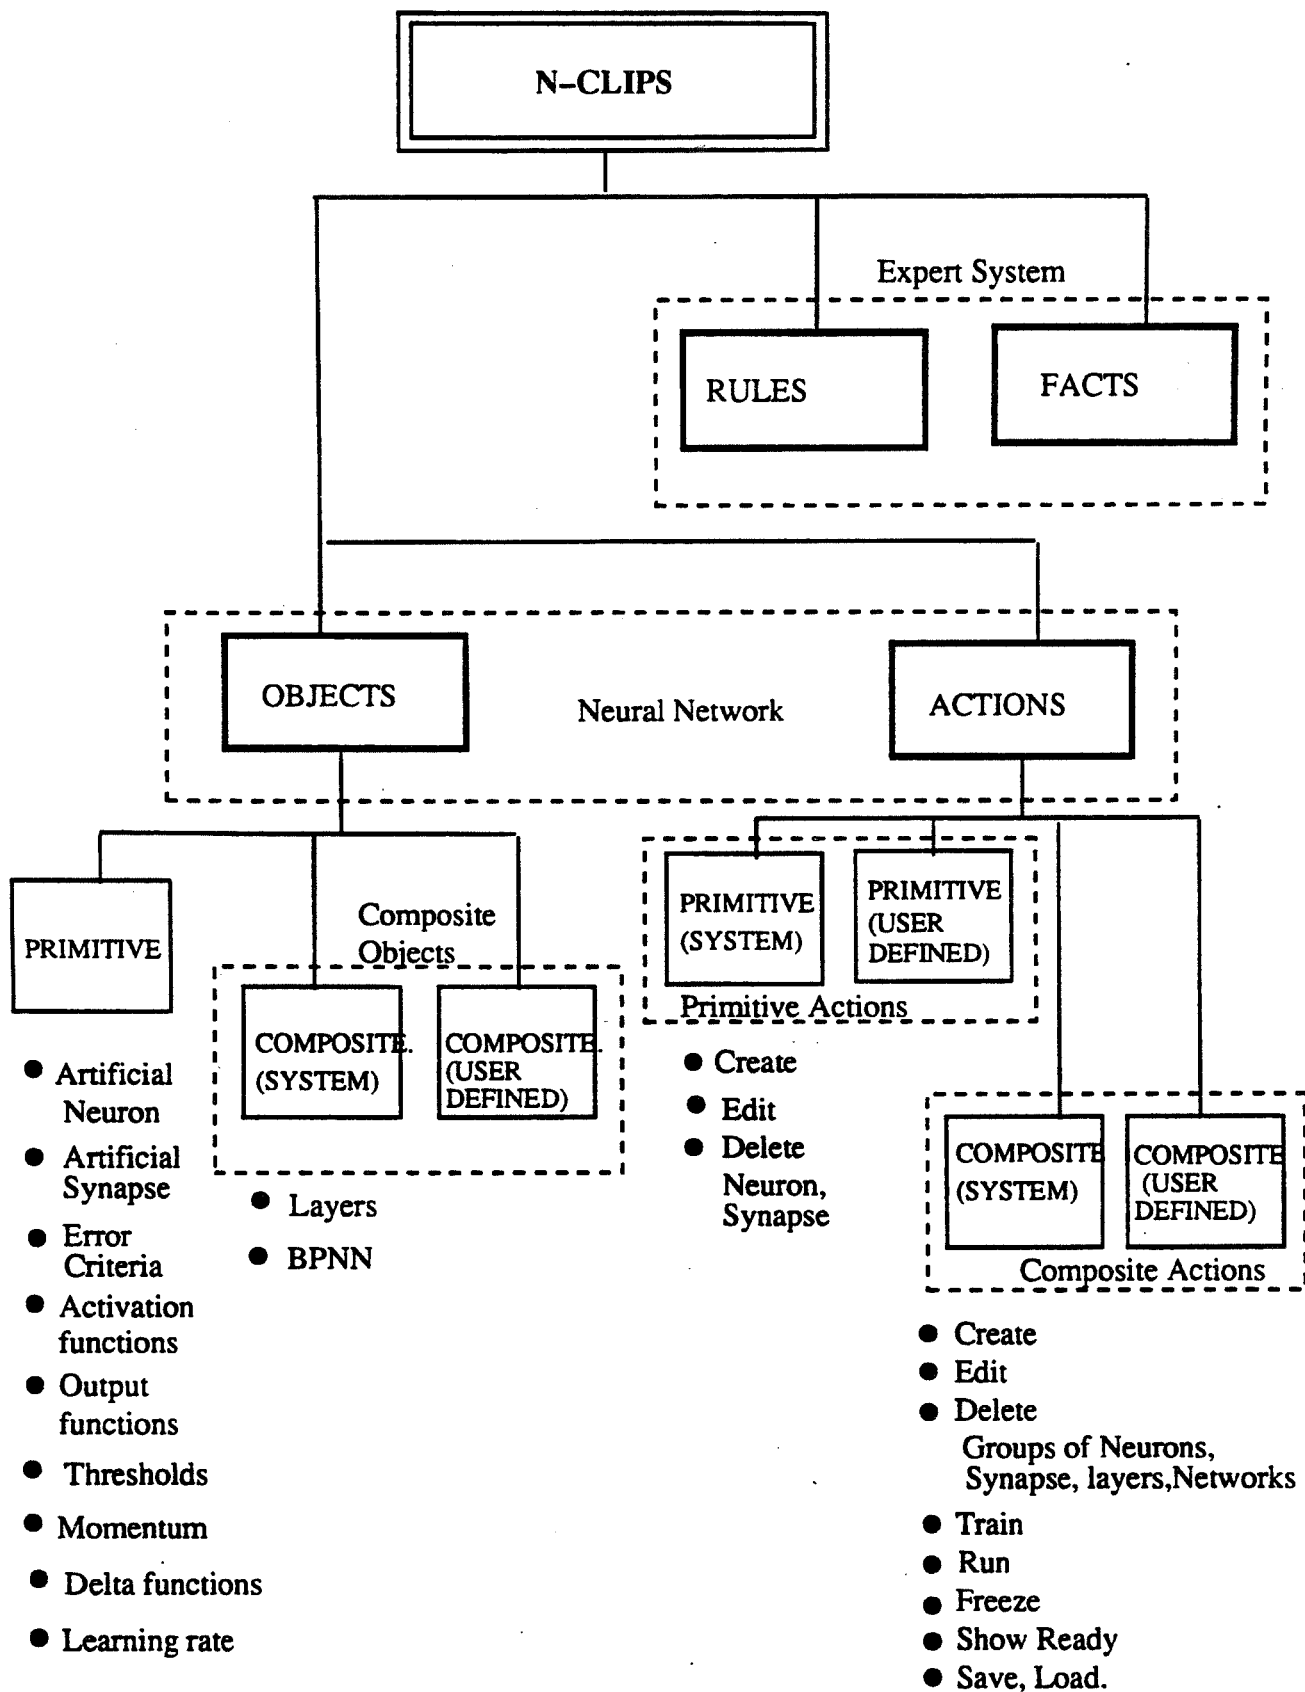 N-CLIPS
Expert System
RULES
FACTS
OBJECTS
Neural Network
ACTIONS
PRIMITIVE
Composite
Objects
COMPOSITE.
(SYSTEM)
COMPOSITE.
(USER
DEFINED)
PRIMITIVE
(SYSTEM)
PRIMITIVE
(USER
DEFINED)
Primitive Actions
● Artificial
Neuron
● Artificial
Synapse
● Error
Criteria
● Activation
functions
● Output
functions
● Thresholds
● Momentum
● Delta functions
● Learning rate
● Layers
● BPNN
● Create
● Edit
● Delete
Neuron,
Synapse
COMPOSITE
(SYSTEM)
COMPOSITE
(USER
DEFINED)
Composite Actions
● Create
● Edit
● Delete
Groups of Neurons,
Synapse, layers,Networks
● Train
● Run
● Freeze
● Show Ready
● Save, Load.